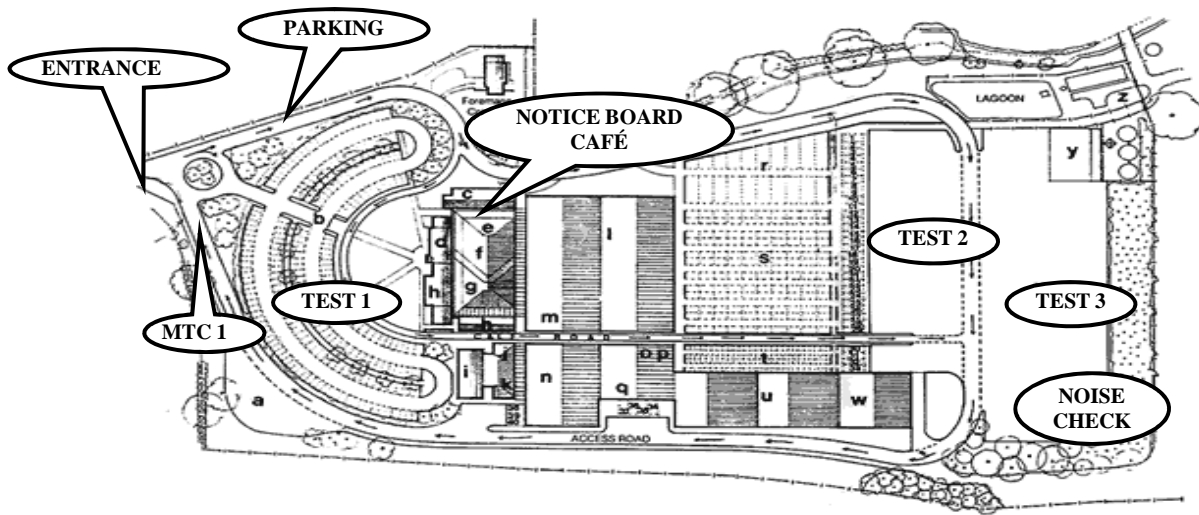 PARKING
ENTRANCE
Foremans
NOTICE BOARD
CAFÉ
LAGOON
z
y
r
c
e
b
d
f
l
s
TEST 2
g
h
TEST 1
TEST 3
m
MTC 1
h
ROAD
i
j
k
n
o p
t
q
u
w
a
NOISE
CHECK
ACCESS ROAD